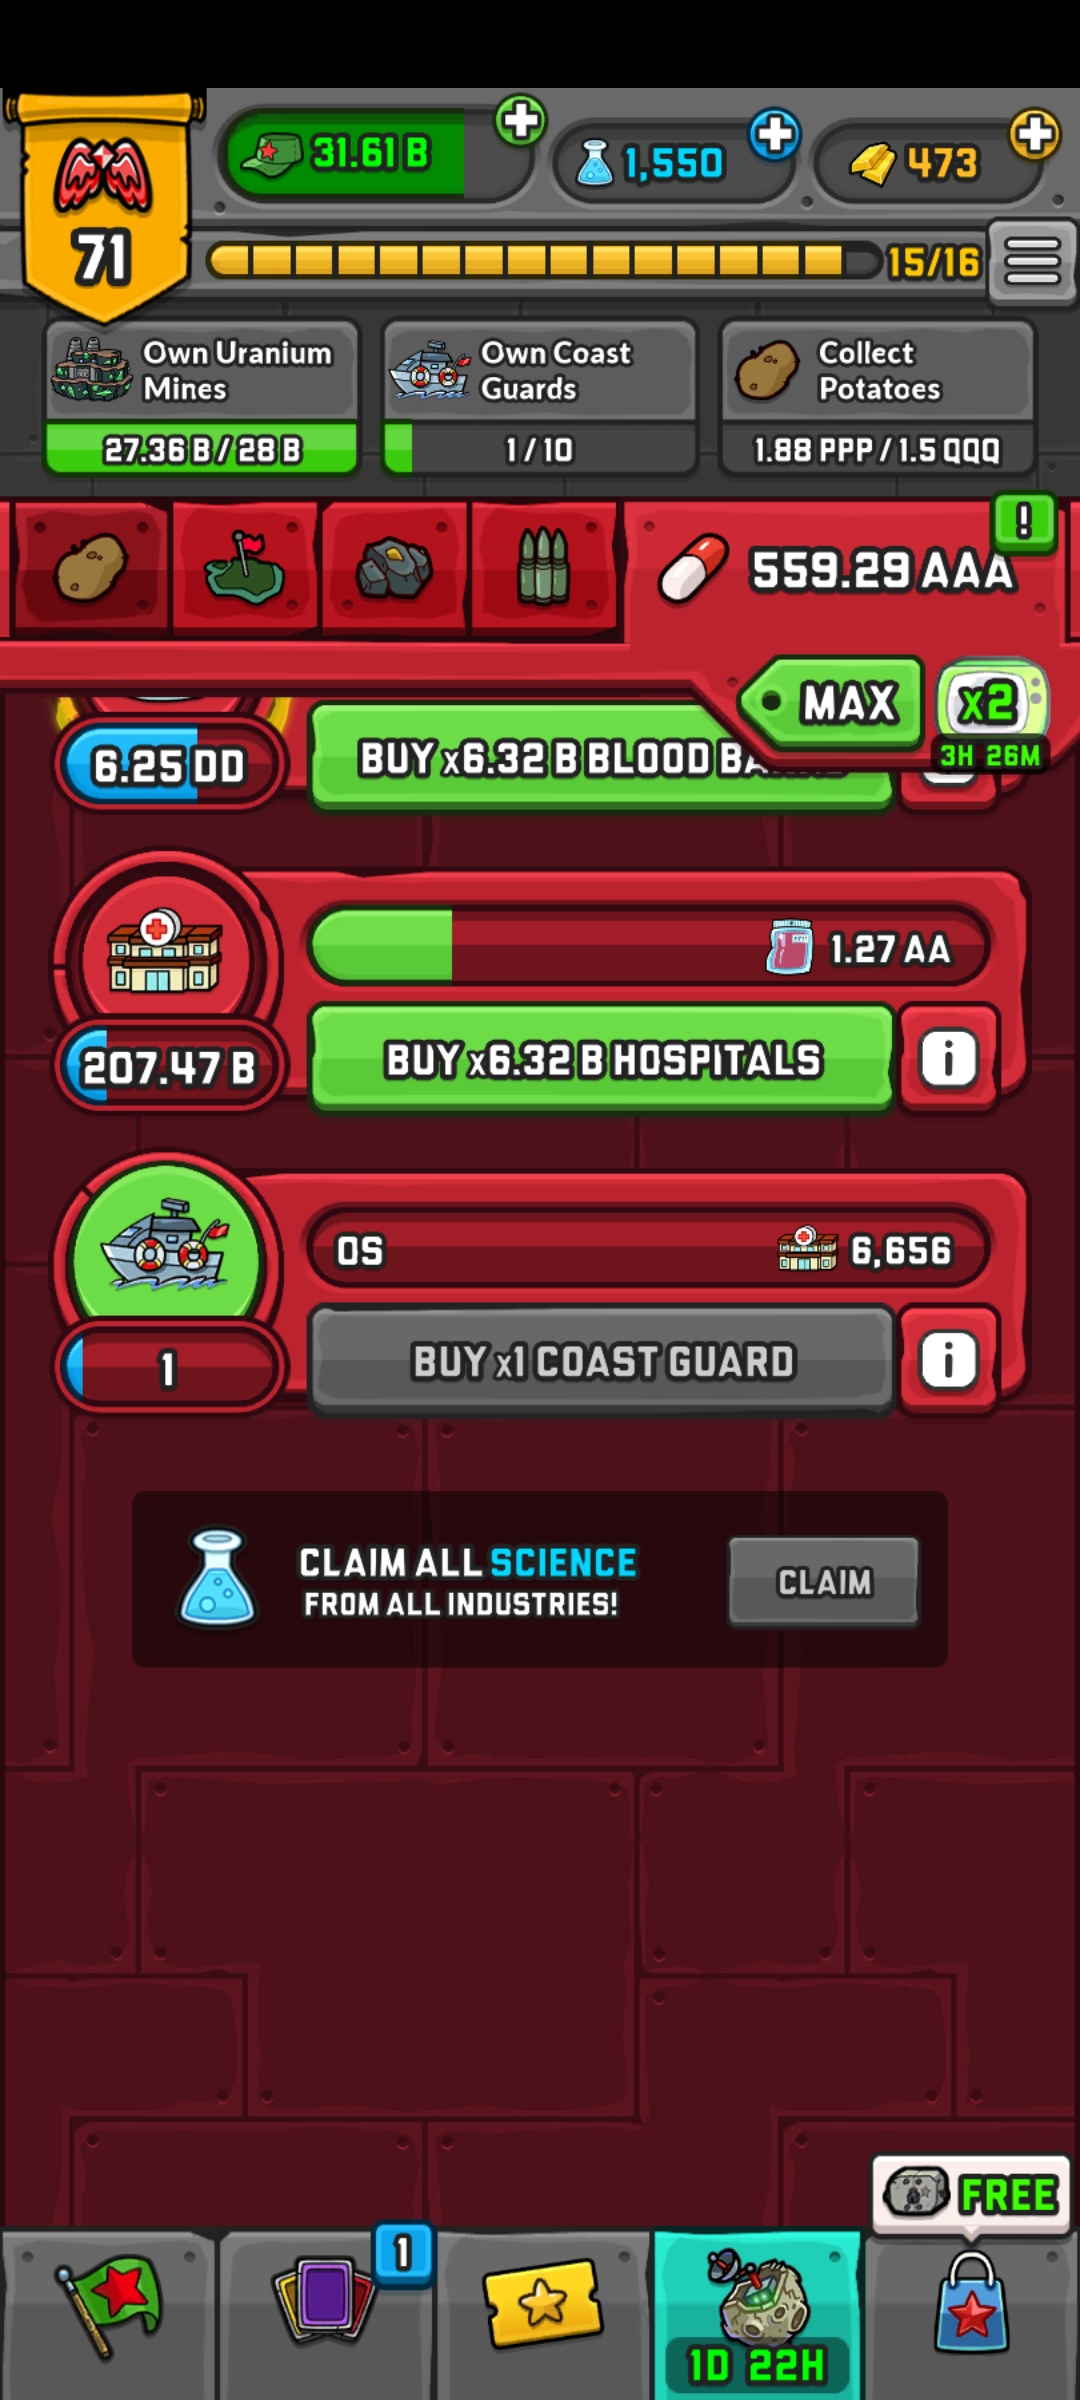 31.61 B
1,550
473
71
15/16
Own Uranium
Mines
27.36 B / 28 B
Own Coast
Guards
1 / 10
Collect
Potatoes
1.88 PPP / 1.5 QQQ
!
559.29 AAA
MAX
x2
3H 26M
6.25 DD
BUY x6.32 B BLOOD
1.27 AA
207.47 B
BUY x6.32 B HOSPITALS
i
0S
6,656
1
BUY x1 COAST GUARD
i
CLAIM ALL SCIENCE
FROM ALL INDUSTRIES!
CLAIM
FREE
1
1D 22H